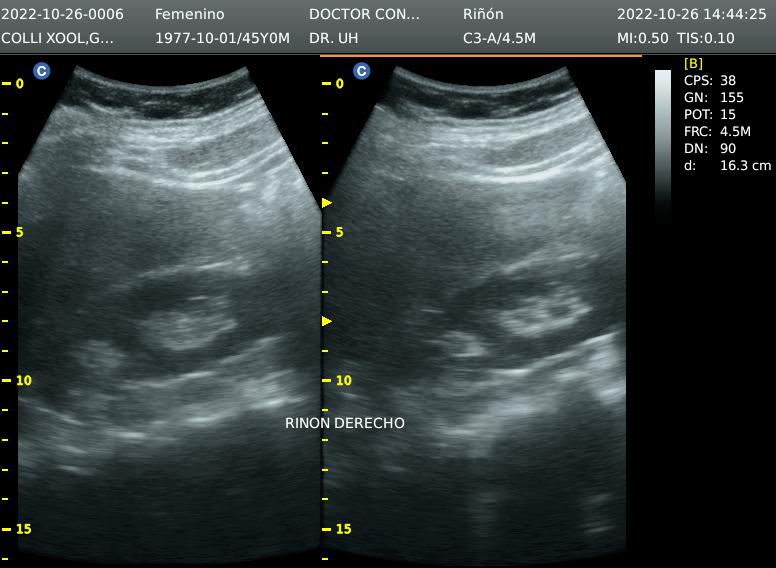 2022-10-26-0006 Femenino DOCTOR CON... Riñón 2022-10-26 14:44:25
COLLI XOOL,G... 1977-10-01/45Y0M DR. UH C3-A/4.5M MI:0.50 TIS:0.10
C
C
[B]
CPS: 38
GN: 155
POT: 15
FRC: 4.5M
DN: 90
d: 16.3 cm
0
5
10
15
0
5
10
15
RINON DERECHO